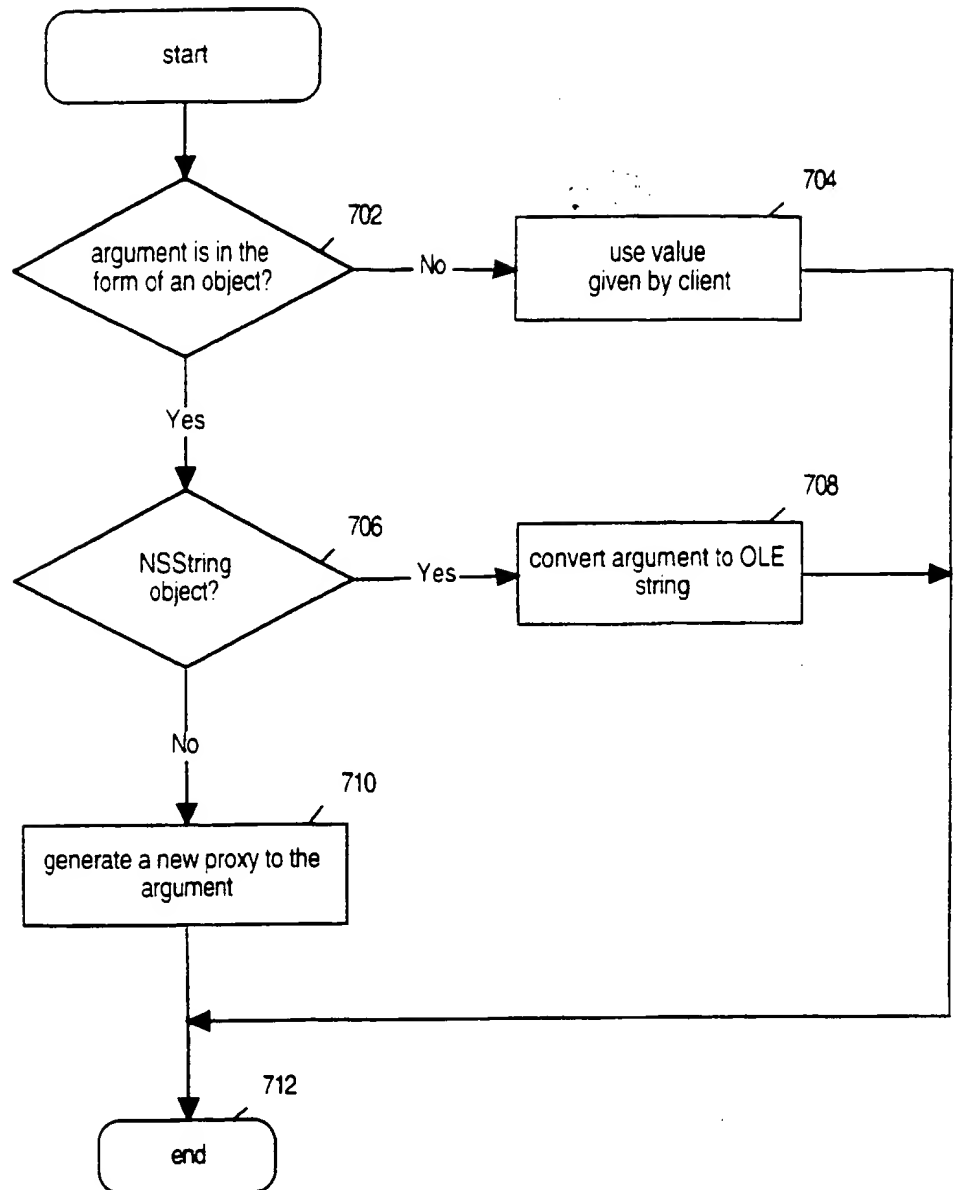 start
702
argument is in the
form of an object?
No
704
use value
given by client
Yes
706
NSString
object?
Yes
708
convert argument to OLE
string
No
710
generate a new proxy to the
argument
712
end